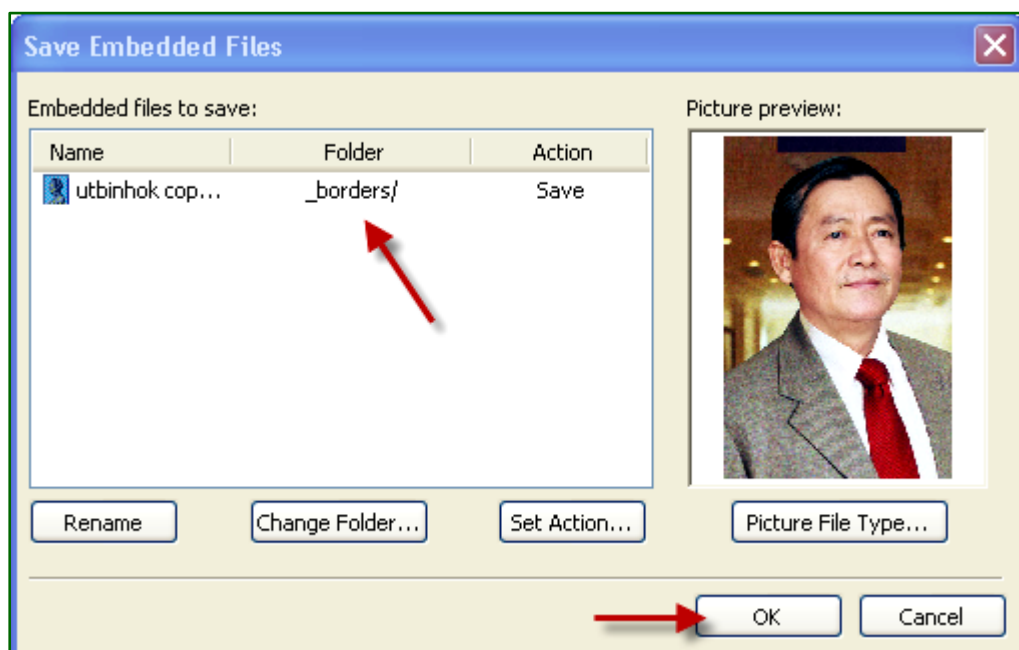 Save Embedded Files
Embedded files to save:
Picture preview:
Name Folder Action
utbinhok cop... _borders/ Save
Rename Change Folder... Set Action... Picture File Type...
OK Cancel